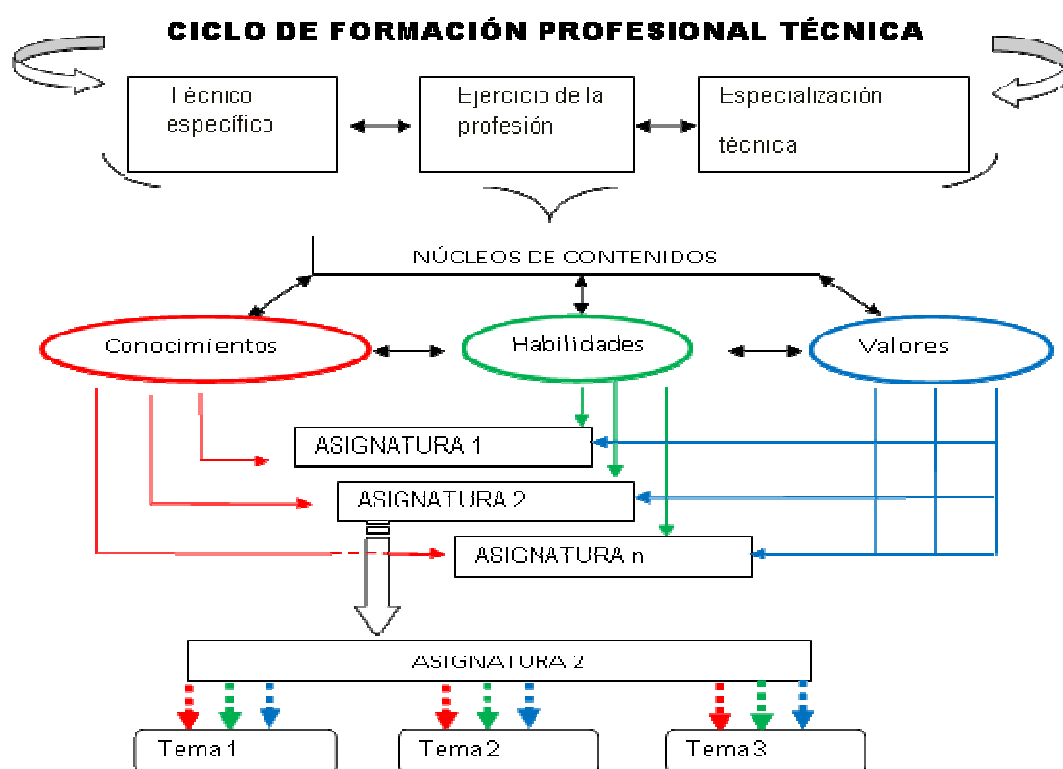 CICLO DE FORMACIÓN PROFESIONAL TÉCNICA
Técnico
específico
Ejercicio de la
profesión
Especialización
técnica
NÚCLEOS DE CONTENIDOS
Conocimientos
Habilidades
Valores
ASIGNATURA 1
ASIGNATURA 2
ASIGNATURA n
ASIGNATURA 2
Tema 1
Tema 2
Tema 3